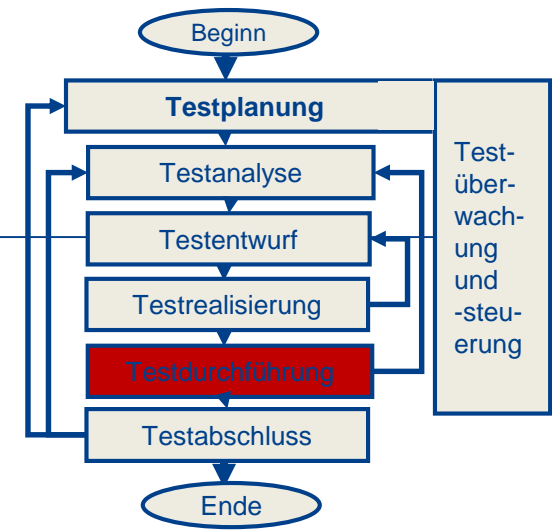 Beginn
Testplanung
Testanalyse
Testentwurf
Testrealisierung
Testdurchführung
Testabschluss
Ende
Test-
über-
wach-
ung
und
-steu-
erung